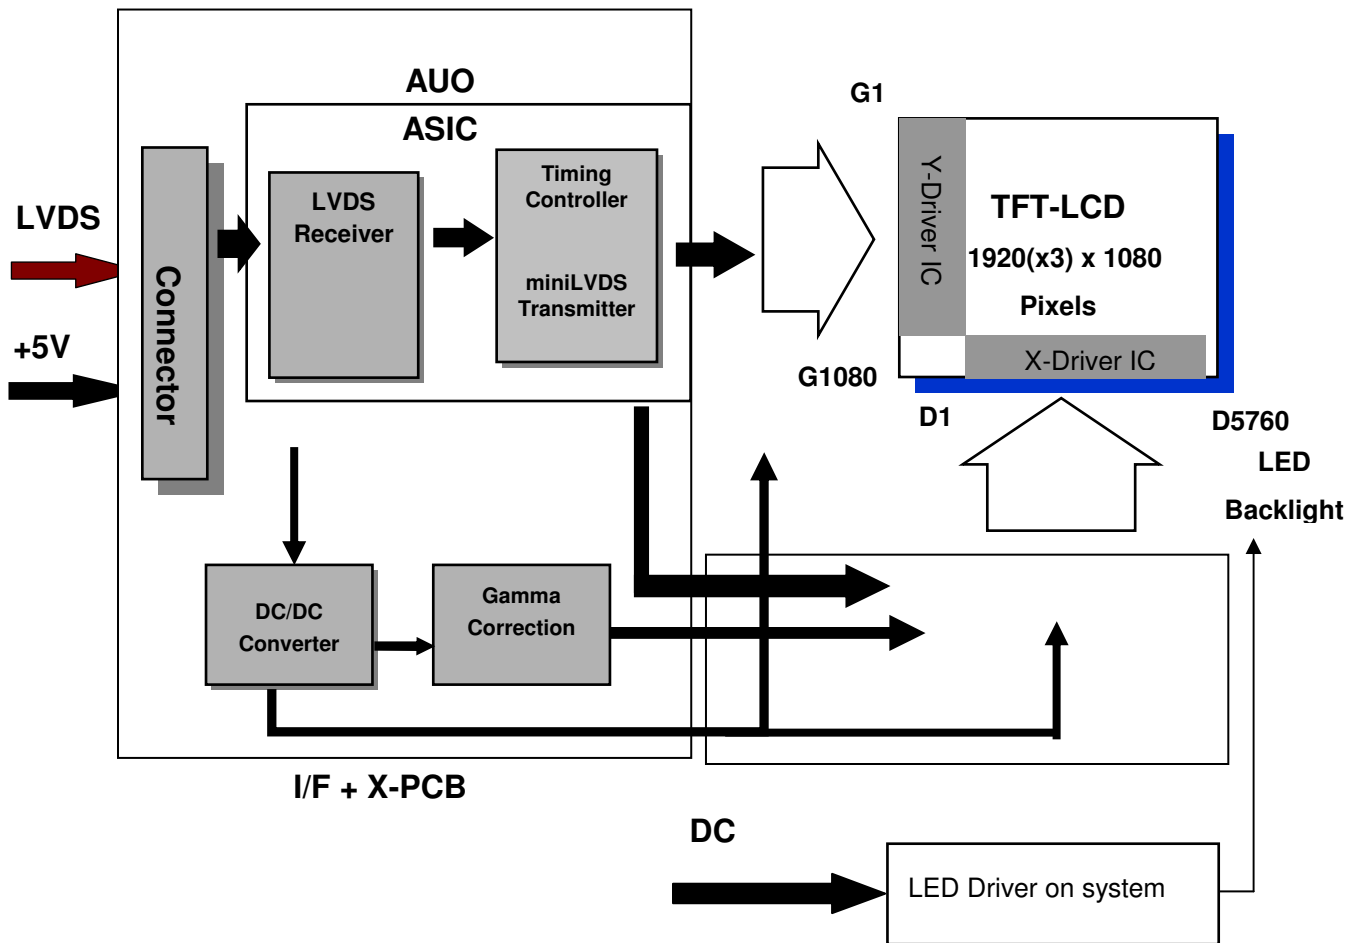 AUO
ASIC
G1
LVDS
+5V
Connector
LVDS
Receiver
Timing
Controller
miniLVDS
Transmitter
Y-Driver IC
TFT-LCD
1920(x3) x 1080
Pixels
X-Driver IC
G1080
D1
D5760
LED
Backlight
DC/DC
Converter
Gamma
Correction
I/F + X-PCB
DC
LED Driver on system